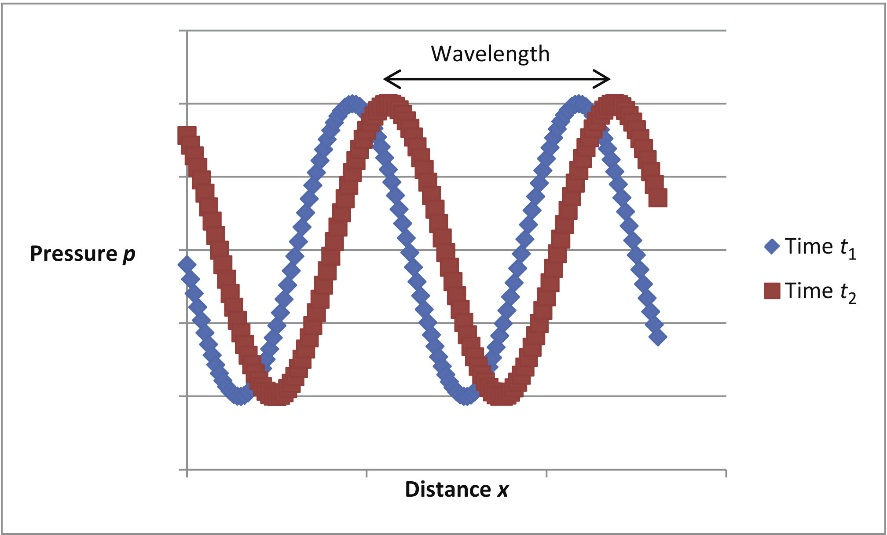 Wavelength
Pressure p
Time t1
Time t2
Distance x